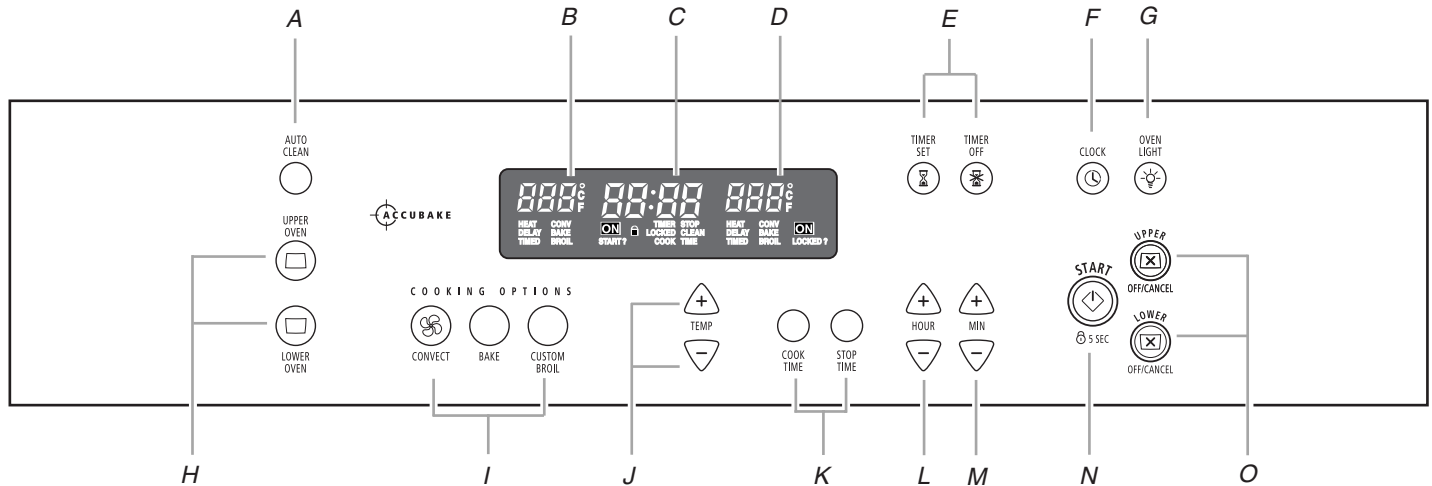 A B C D E F G
AUTO
CLEAN
TIMER
SET
TIMER
OFF
CLOCK
OVEN
LIGHT
888°CF 88:88 888°CF
HEAT CONV
DELAY BAKE
TIMED BROIL
ON
START?
TIMER STOP
LOCKED CLEAN
COOK TIME
HEAT CONV
DELAY BAKE
TIMED BROIL
ON
LOCKED?
ACCUBAKE
UPPER
OVEN
LOWER
OVEN
COOKING OPTIONS
CONVECT
BAKE
CUSTOM
BROIL
+
TEMP
−
COOK
TIME
STOP
TIME
+
HOUR
−
+
MIN
−
START
5 SEC
UPPER
OFF/CANCEL
LOWER
OFF/CANCEL
H I J K L M N O